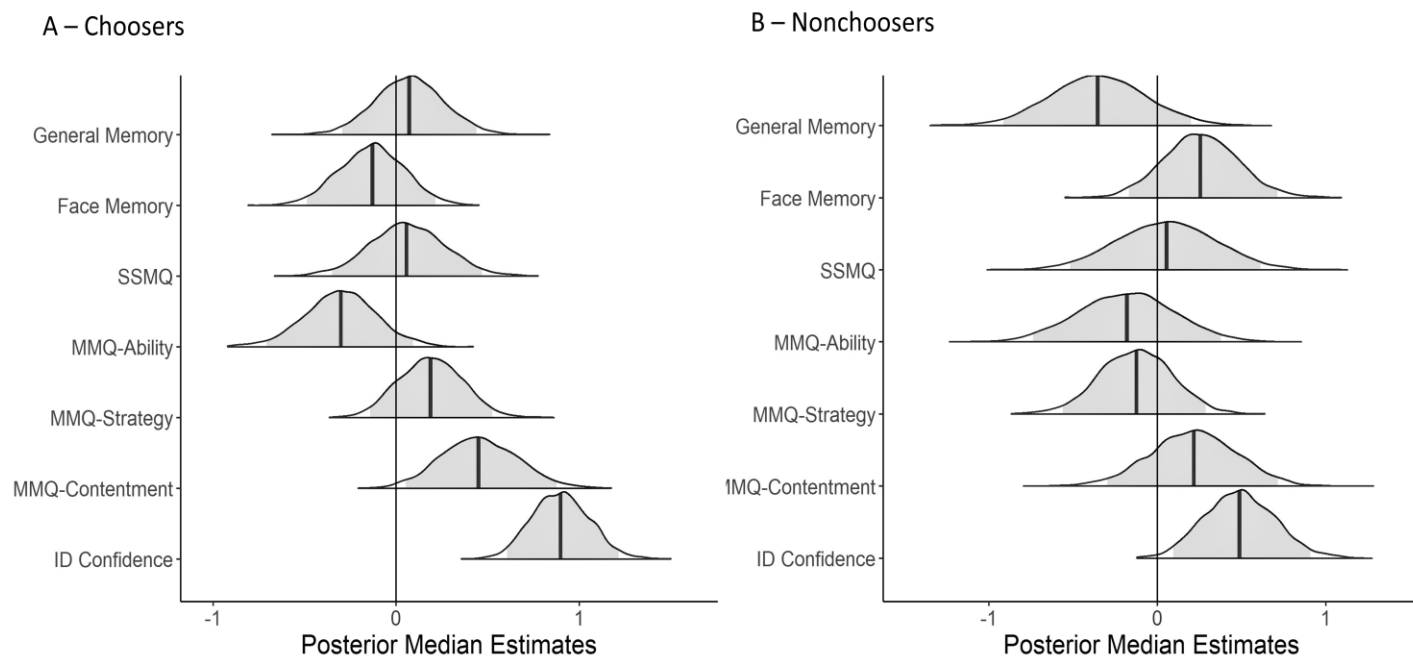 A – Choosers
General Memory
Face Memory
SSMQ
MMQ-Ability
MMQ-Strategy
MMQ-Contentment
ID Confidence
-1 0 1
Posterior Median Estimates
B – Nonchoosers
General Memory
Face Memory
SSMQ
MMQ-Ability
MMQ-Strategy
MMQ-Contentment
ID Confidence
-1 0 1
Posterior Median Estimates